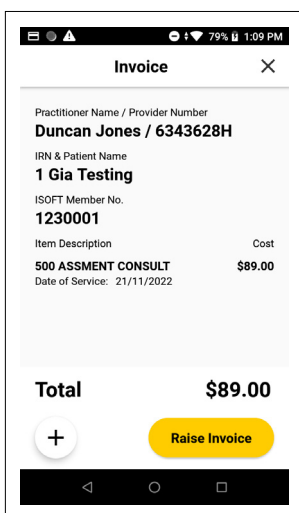 79% 1:09 PM
Invoice
Practitioner Name / Provider Number
Duncan Jones / 6343628H
IRN & Patient Name
1 Gia Testing
ISOFT Member No.
1230001
Item Description Cost
500 ASSMENT CONSULT $89.00
Date of Service: 21/11/2022
Total $89.00
+
Raise Invoice